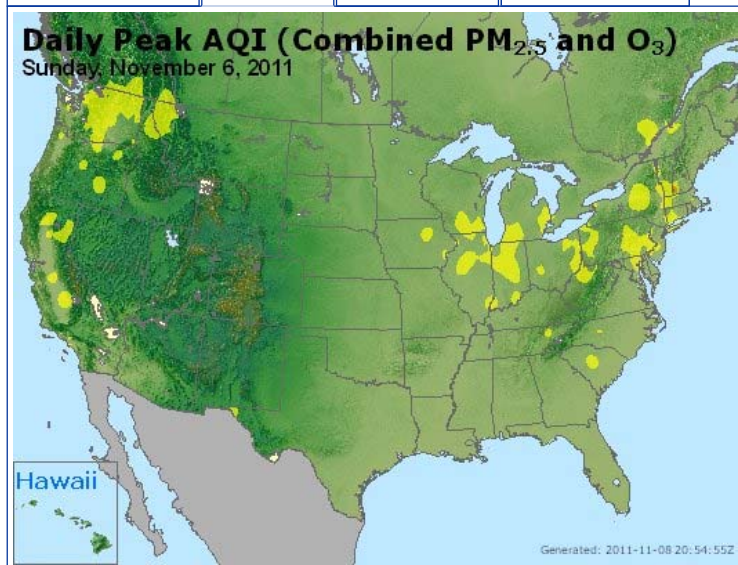 Daily Peak AQI (Combined PM₂.₅ and O₃)
Sunday, November 6, 2011
Hawaii
Generated: 2011-11-08 20:54:55Z